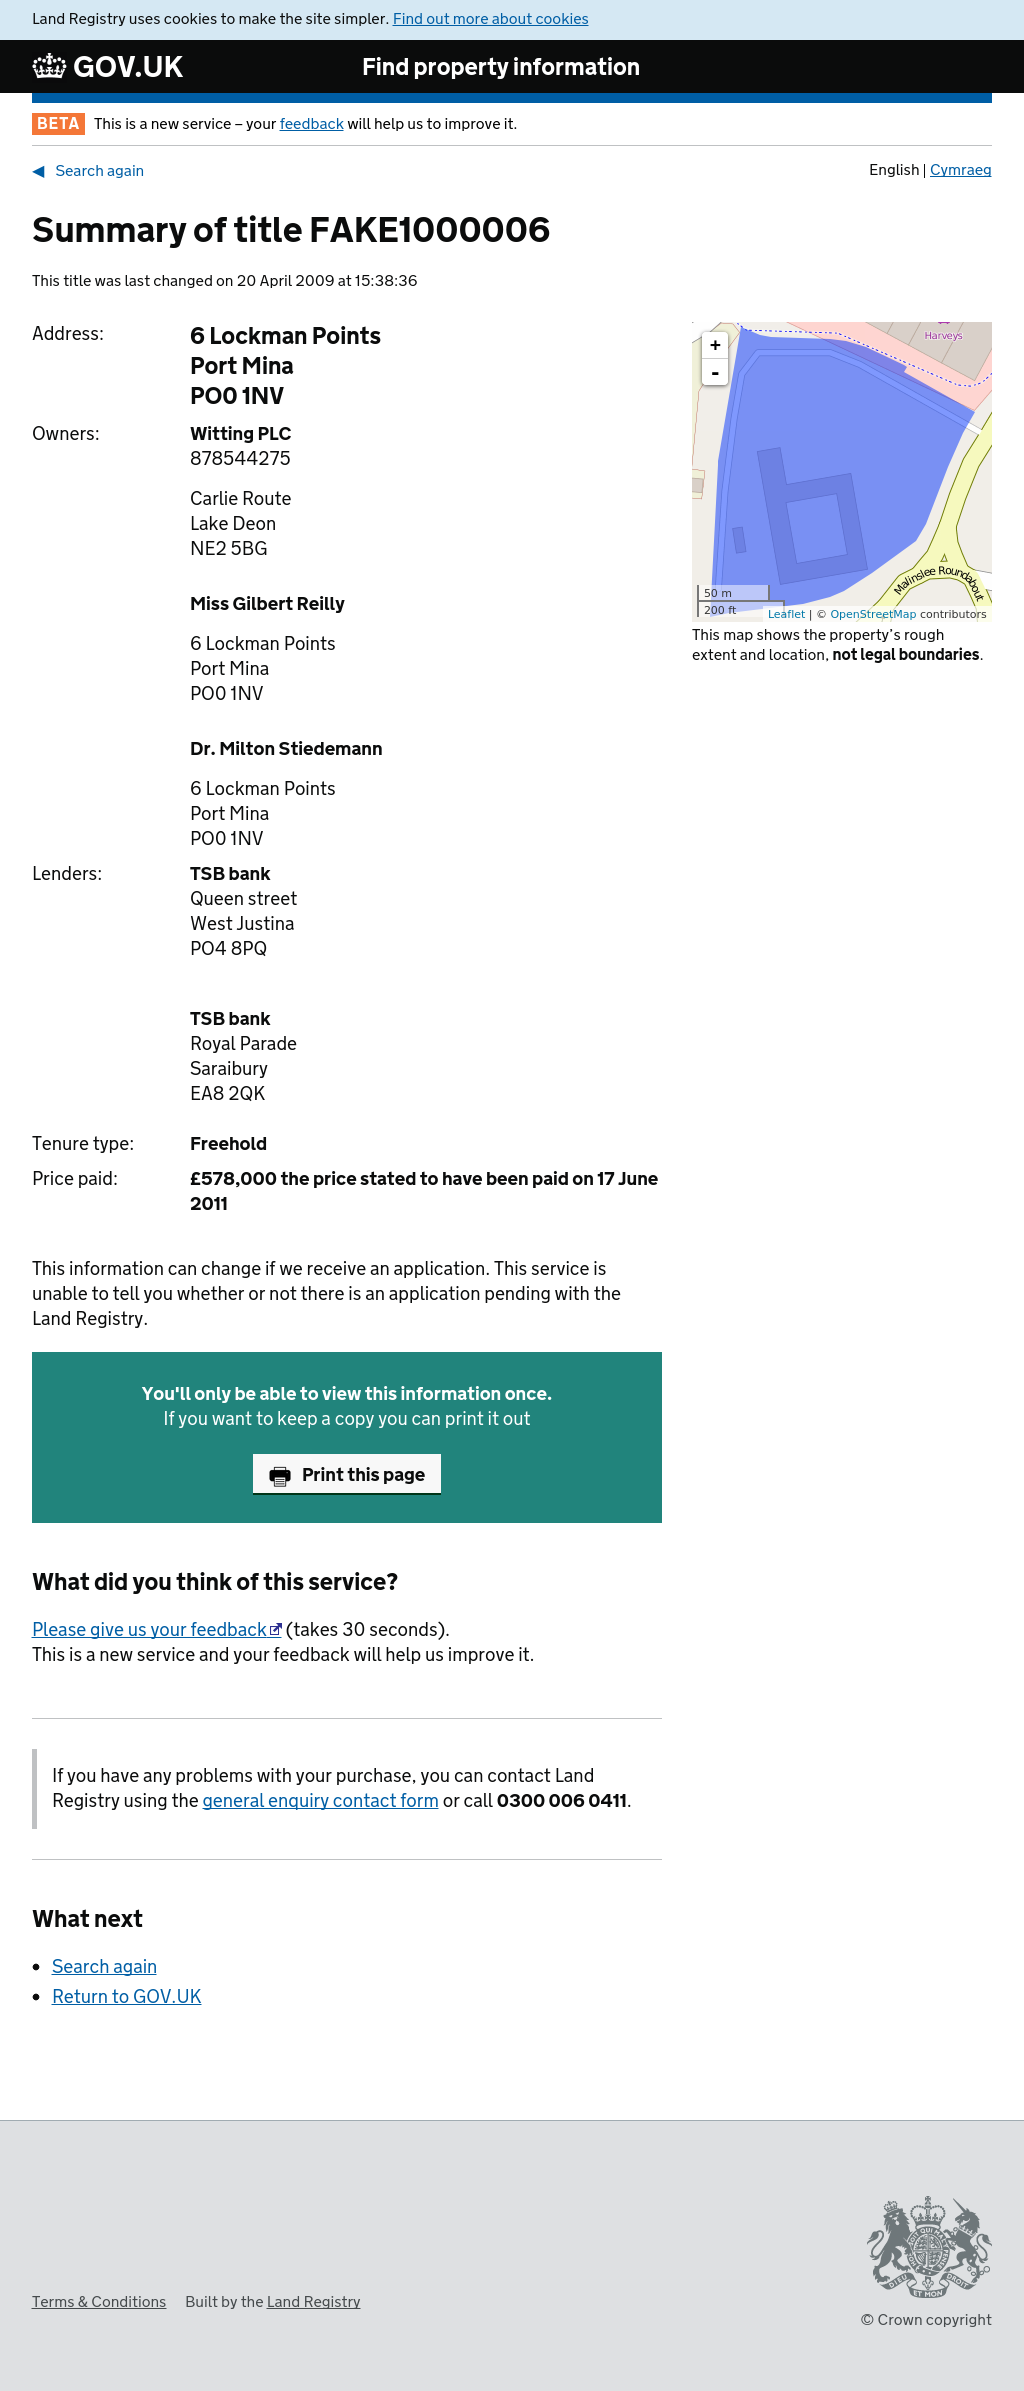 Land Registry uses cookies to make the site simpler. Find out more about cookies
GOV.UK
Find property information
BETA
This is a new service – your feedback will help us to improve it.
◀ Search again
English | Cymraeg
Summary of title FAKE1000006
This title was last changed on 20 April 2009 at 15:38:36
Address:
6 Lockman Points
Port Mina
PO0 1NV
Owners:
Witting PLC
878544275
Carlie Route
Lake Deon
NE2 5BG
Miss Gilbert Reilly
6 Lockman Points
Port Mina
PO0 1NV
Dr. Milton Stiedemann
6 Lockman Points
Port Mina
PO0 1NV
Lenders:
TSB bank
Queen street
West Justina
PO4 8PQ
TSB bank
Royal Parade
Saraibury
EA8 2QK
Tenure type:
Freehold
Price paid:
£578,000 the price stated to have been paid on 17 June
2011
+
-
Harveys
Malinslee Roundabout
50 m
200 ft
Leaflet | © OpenStreetMap contributors
This map shows the property’s rough
extent and location, not legal boundaries.
This information can change if we receive an application. This service is
unable to tell you whether or not there is an application pending with the
Land Registry.
You'll only be able to view this information once.
If you want to keep a copy you can print it out
Print this page
What did you think of this service?
Please give us your feedback (takes 30 seconds).
This is a new service and your feedback will help us improve it.
If you have any problems with your purchase, you can contact Land
Registry using the general enquiry contact form or call 0300 006 0411.
What next
• Search again
• Return to GOV.UK
DIEU ET MON DROIT
Terms & Conditions
Built by the Land Registry
© Crown copyright